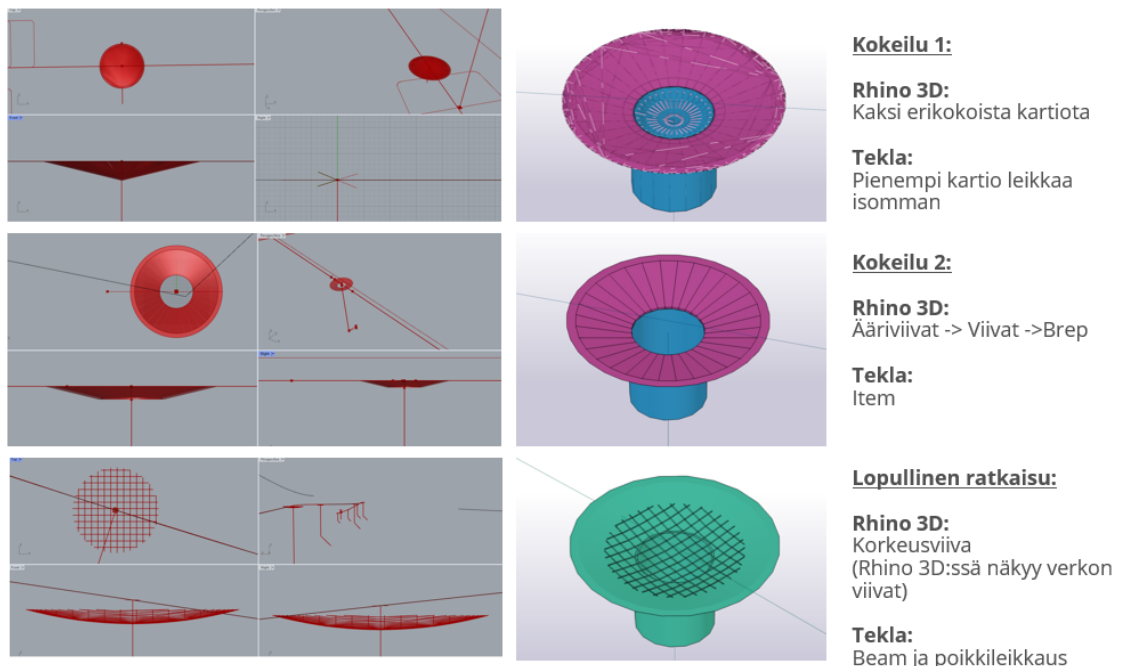 Kokeilu 1:
Rhino 3D:
Kaksi erikokoista kartiota
Tekla:
Pienempi kartio leikkaa
isomman
Kokeilu 2:
Rhino 3D:
Ääriviivat -> Viivat ->Brep
Tekla:
Item
Lopullinen ratkaisu:
Rhino 3D:
Korkeusviiva
(Rhino 3D:ssä näkyy verkon
viivat)
Tekla:
Beam ja poikkileikkaus